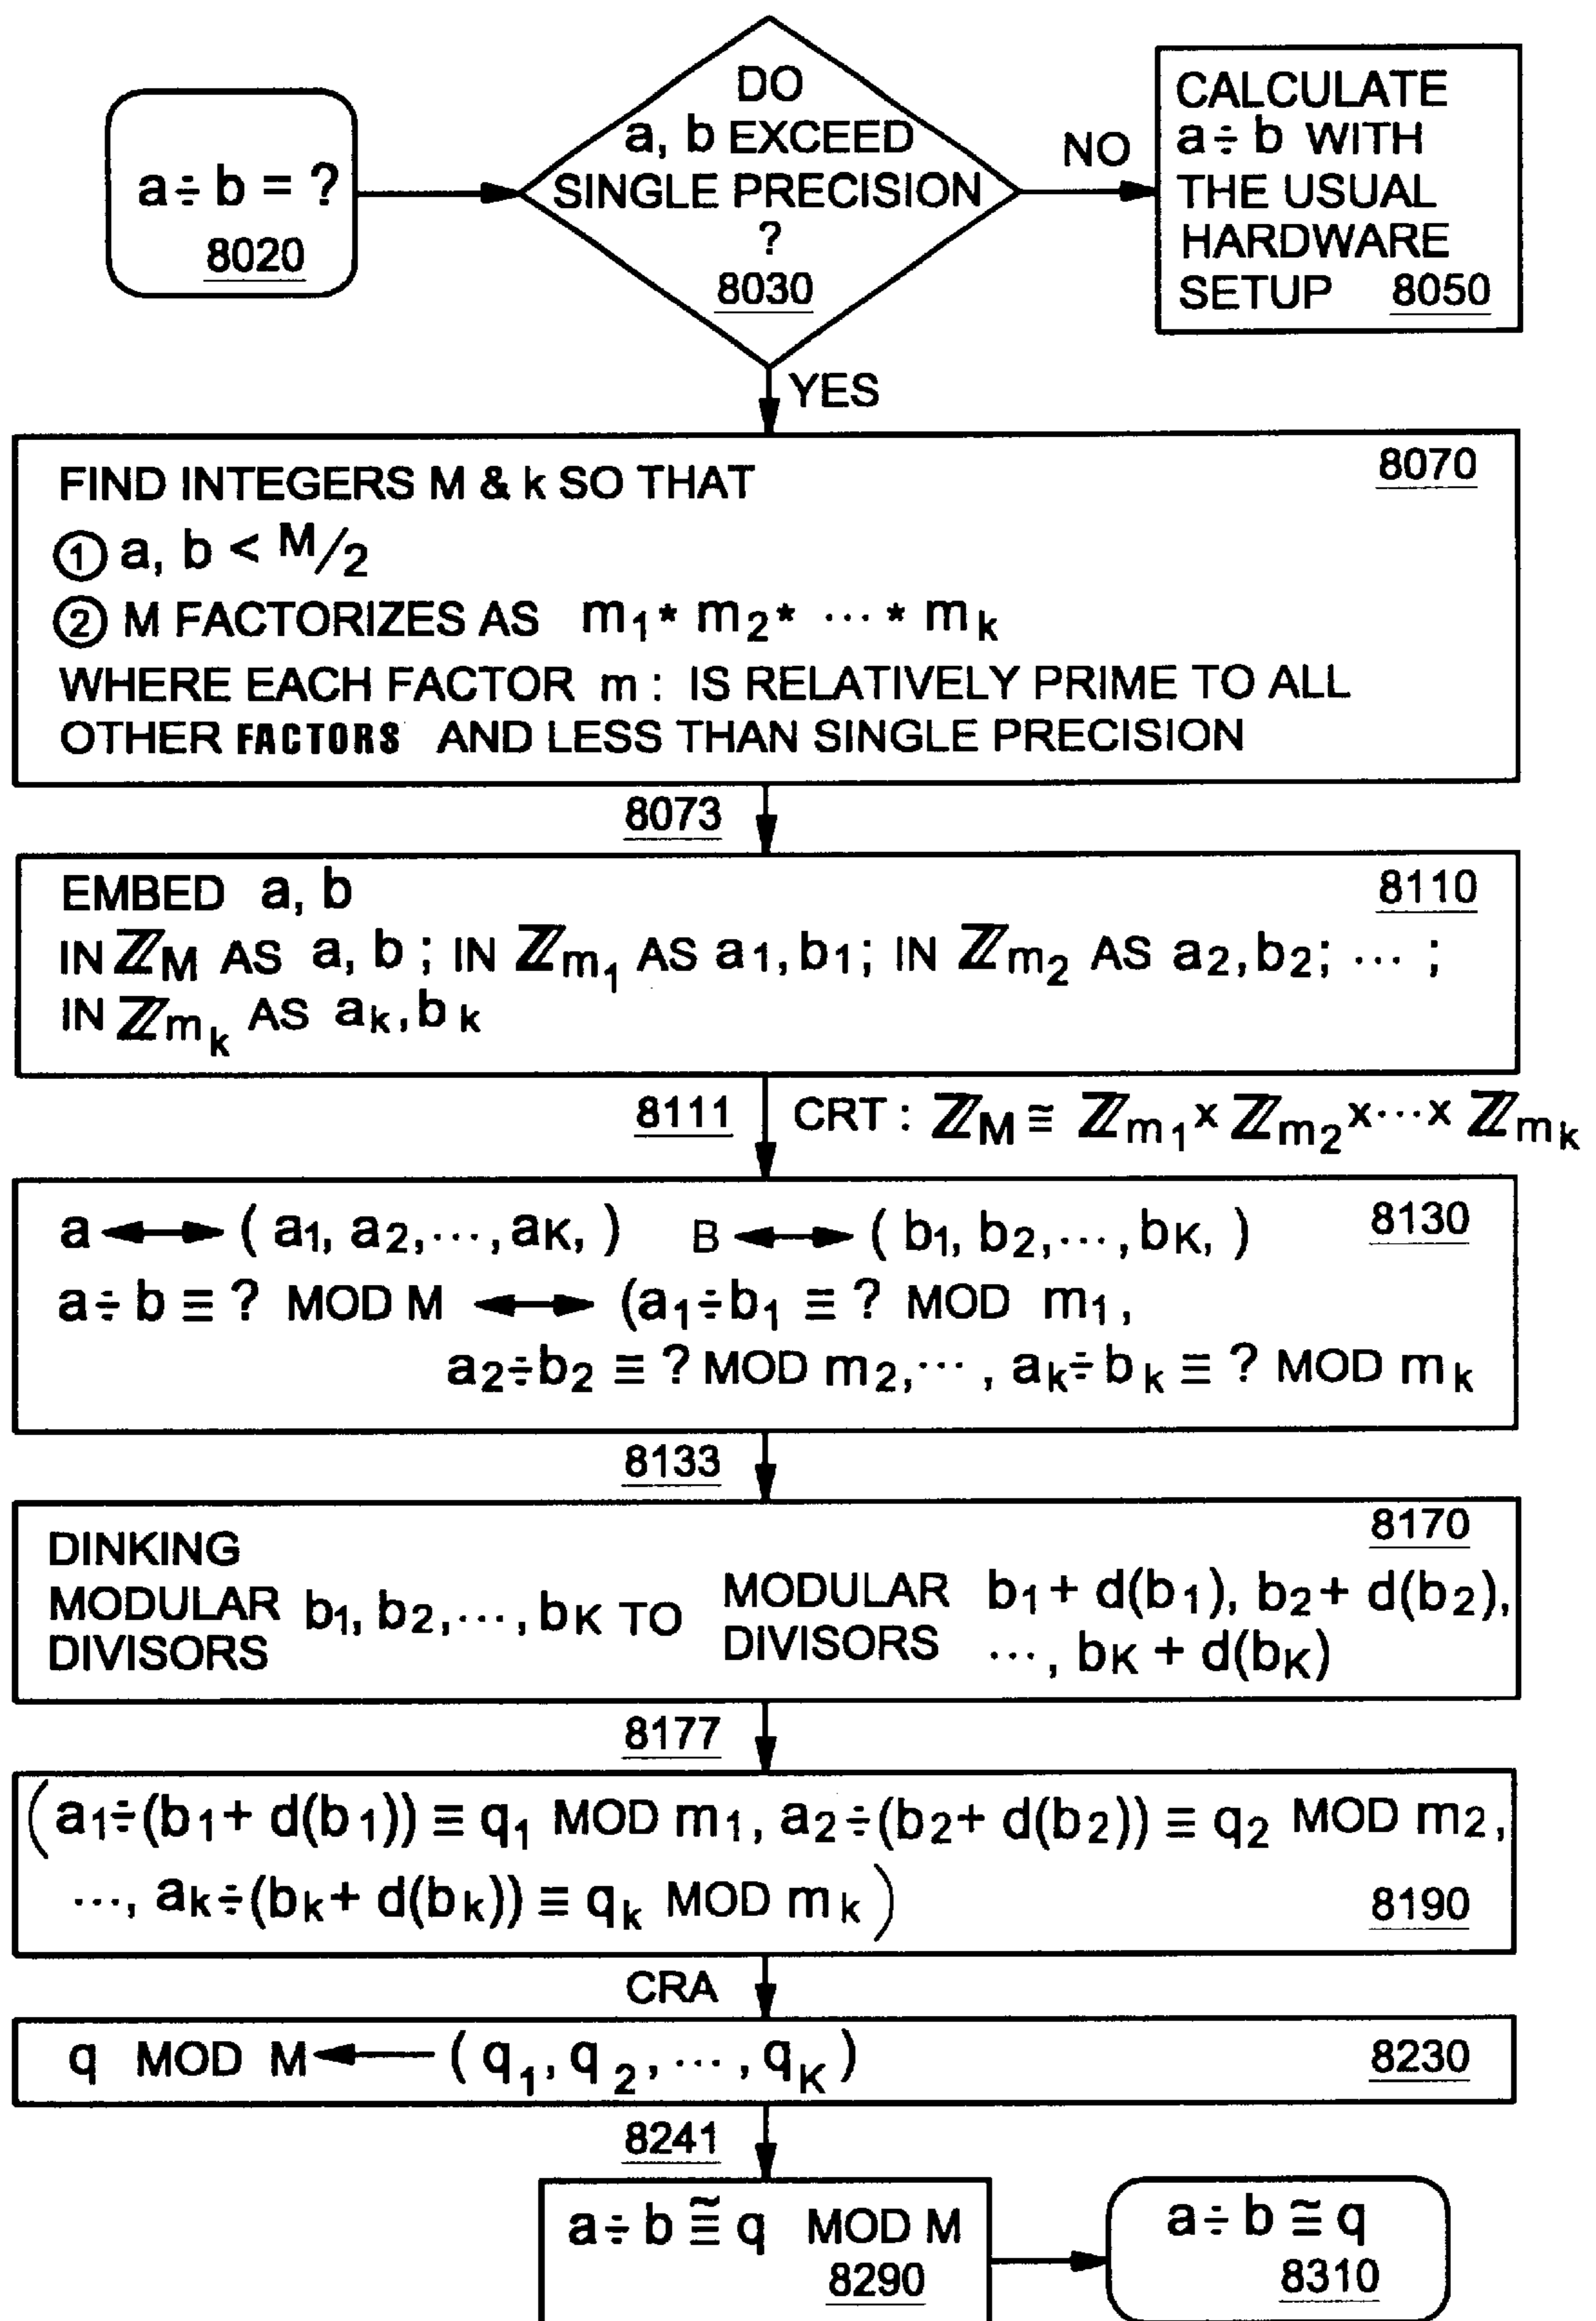 a ÷ b = ?
8020
DO
a, b EXCEED
SINGLE PRECISION
?
8030
NO
CALCULATE
a ÷ b WITH
THE USUAL
HARDWARE
SETUP 8050
YES
8070
FIND INTEGERS M & k SO THAT
① a, b < M/2
② M FACTORIZES AS m₁* m₂* ⋯ * mₖ
WHERE EACH FACTOR m : IS RELATIVELY PRIME TO ALL
OTHER FACTORS AND LESS THAN SINGLE PRECISION
8073
EMBED a, b 8110
IN ℤM AS a, b ; IN ℤm₁ AS a₁, b₁; IN ℤm₂ AS a₂, b₂; ⋯ ;
IN ℤmₖ AS aₖ, bₖ
8111 CRT : ℤM ≅ ℤm₁ x ℤm₂ x ⋯ x ℤmₖ
a ↔ ( a₁, a₂, ⋯ , aK, ) B ↔ ( b₁, b₂, ⋯ , bK, ) 8130
a ÷ b ≡ ? MOD M ↔ (a₁ ÷ b₁ ≡ ? MOD m₁ ,
a₂ ÷ b₂ ≡ ? MOD m₂, ⋯ , aₖ ÷ bₖ ≡ ? MOD mₖ
8133
8170
DINKING
MODULAR DIVISORS b₁, b₂, ⋯ , bK TO MODULAR DIVISORS b₁ + d(b₁), b₂ + d(b₂),
⋯ , bK + d(bK)
8177
(a₁ ÷ (b₁ + d(b₁)) ≡ q₁ MOD m₁, a₂ ÷ (b₂ + d(b₂)) ≡ q₂ MOD m₂,
⋯, aₖ ÷ (bₖ + d(bₖ)) ≡ qₖ MOD mₖ) 8190
CRA
q MOD M ← ( q₁, q₂, ⋯ , qK ) 8230
8241
a ÷ b ≅ q MOD M
8290
a ÷ b ≅ q
8310